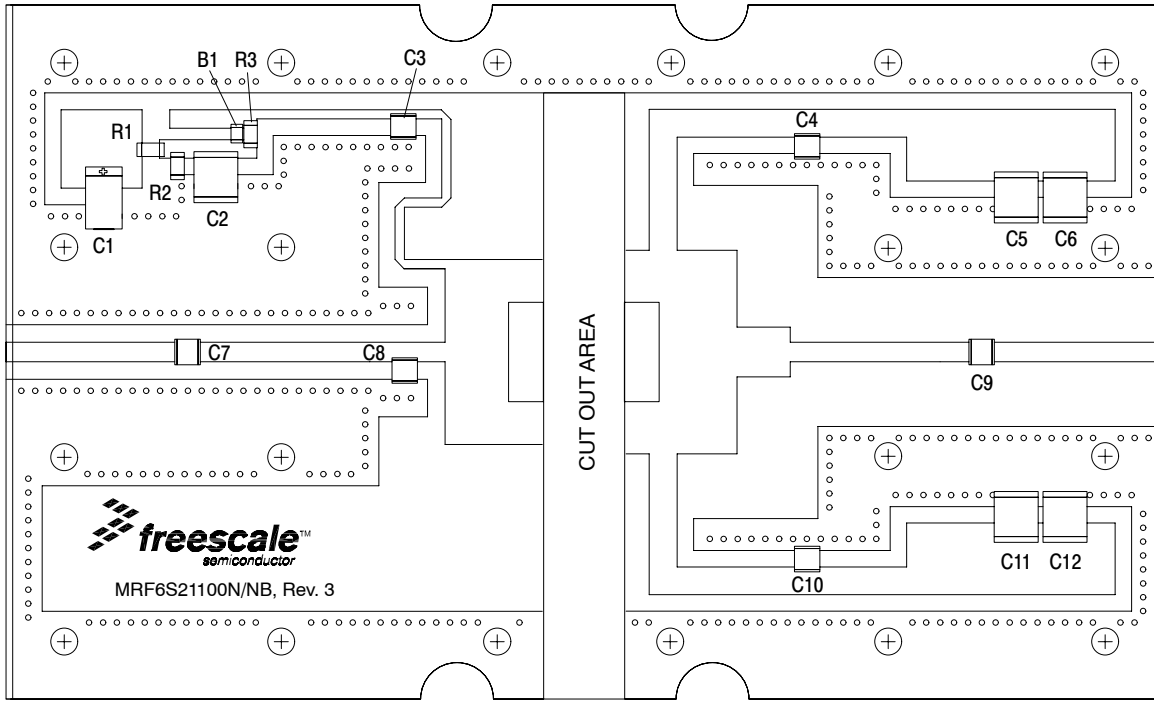 B1 R3 C3
C4
R1
R2
C2
C1
C5 C6
C7
C8
C9
CUT OUT AREA
freescale™
semiconductor
MRF6S21100N/NB, Rev. 3
C10
C11 C12